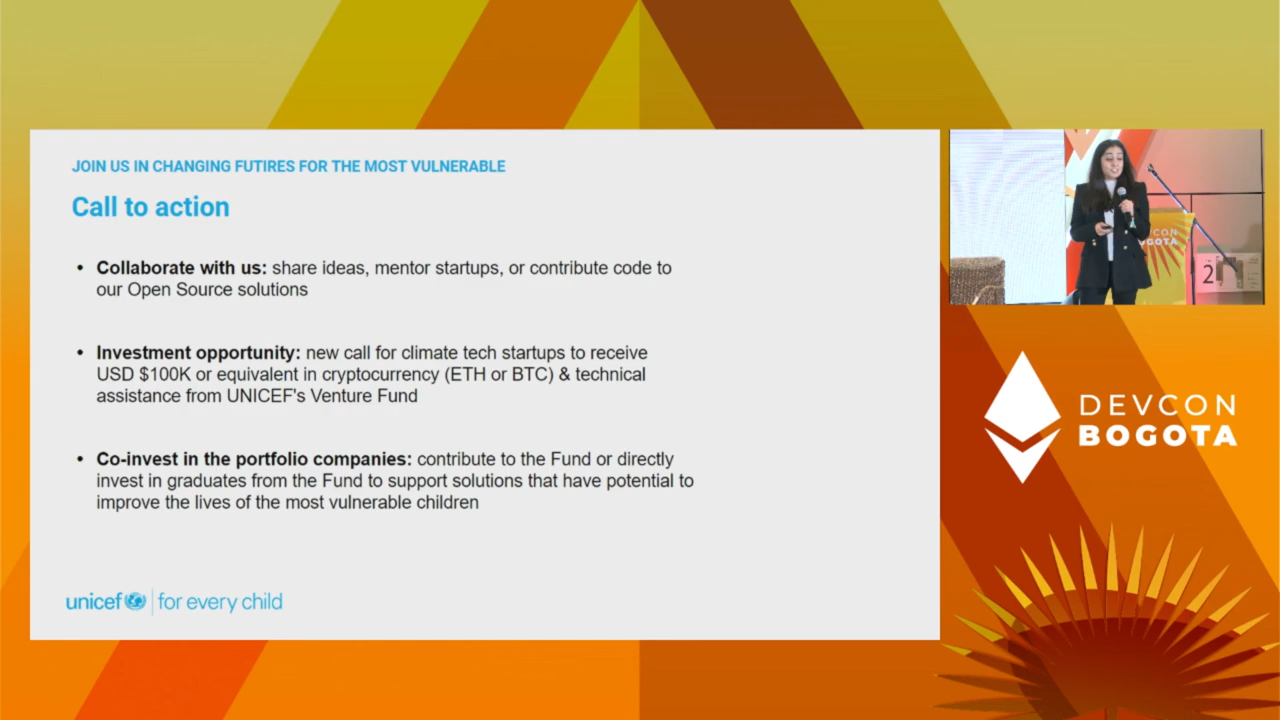 JOIN US IN CHANGING FUTIRES FOR THE MOST VULNERABLE
Call to action
• Collaborate with us: share ideas, mentor startups, or contribute code to
our Open Source solutions
• Investment opportunity: new call for climate tech startups to receive
USD $100K or equivalent in cryptocurrency (ETH or BTC) & technical
assistance from UNICEF's Venture Fund
• Co-invest in the portfolio companies: contribute to the Fund or directly
invest in graduates from the Fund to support solutions that have potential to
improve the lives of the most vulnerable children
unicef
for every child
2
DEVCON
BOGOTA